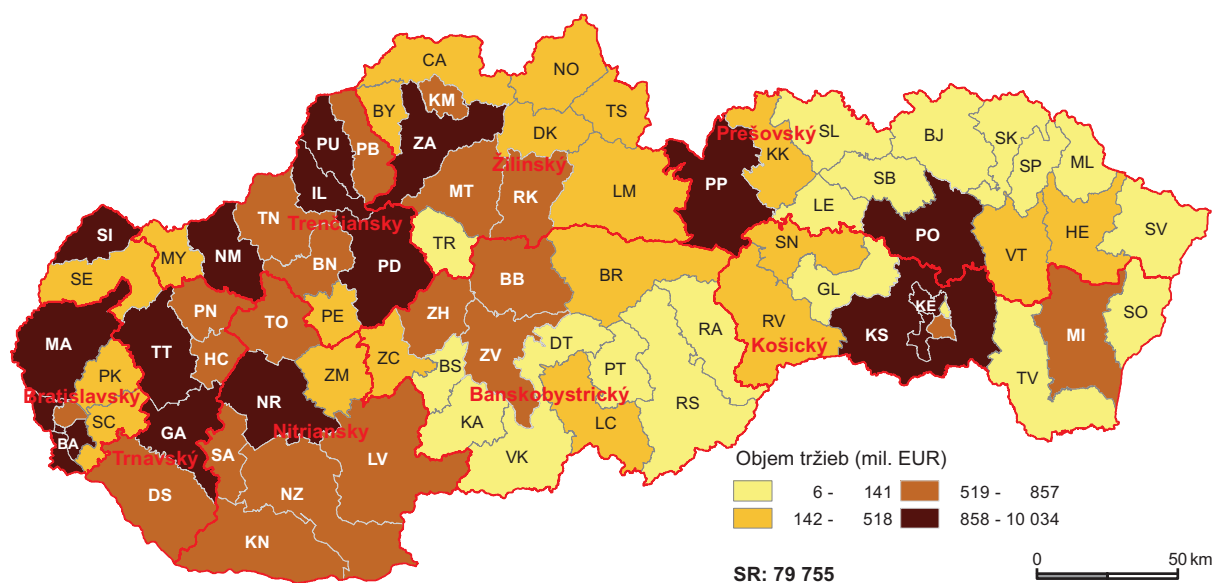 CA
NO
BY
KM
TS
PU
PB
ZA
DK
Prešovský
SL
BJ
SK
SP
ML
KK
Žilinský
IL
MT
RK
LM
PP
SB
LE
TN
Trenčiansky
SI
MY
NM
TR
PO
SN
VT
HE
SV
SE
BN
PD
BB
BR
GL
PN
TO
PE
ZH
KE
MA
TT
KS
MI
SO
RV
Košický
RA
HC
ZC
ZV
DT
PK
ZM
BS
PT
Bratislavský
NR
Banskobystrický
RS
TV
SC
GA
Nitriansky
KA
LC
BA
Trnavský
SA
LV
VK
DS
NZ
KN
Objem tržieb (mil. EUR)
6 - 141
519 - 857
142 - 518
858 - 10 034
SR: 79 755
0 50 km